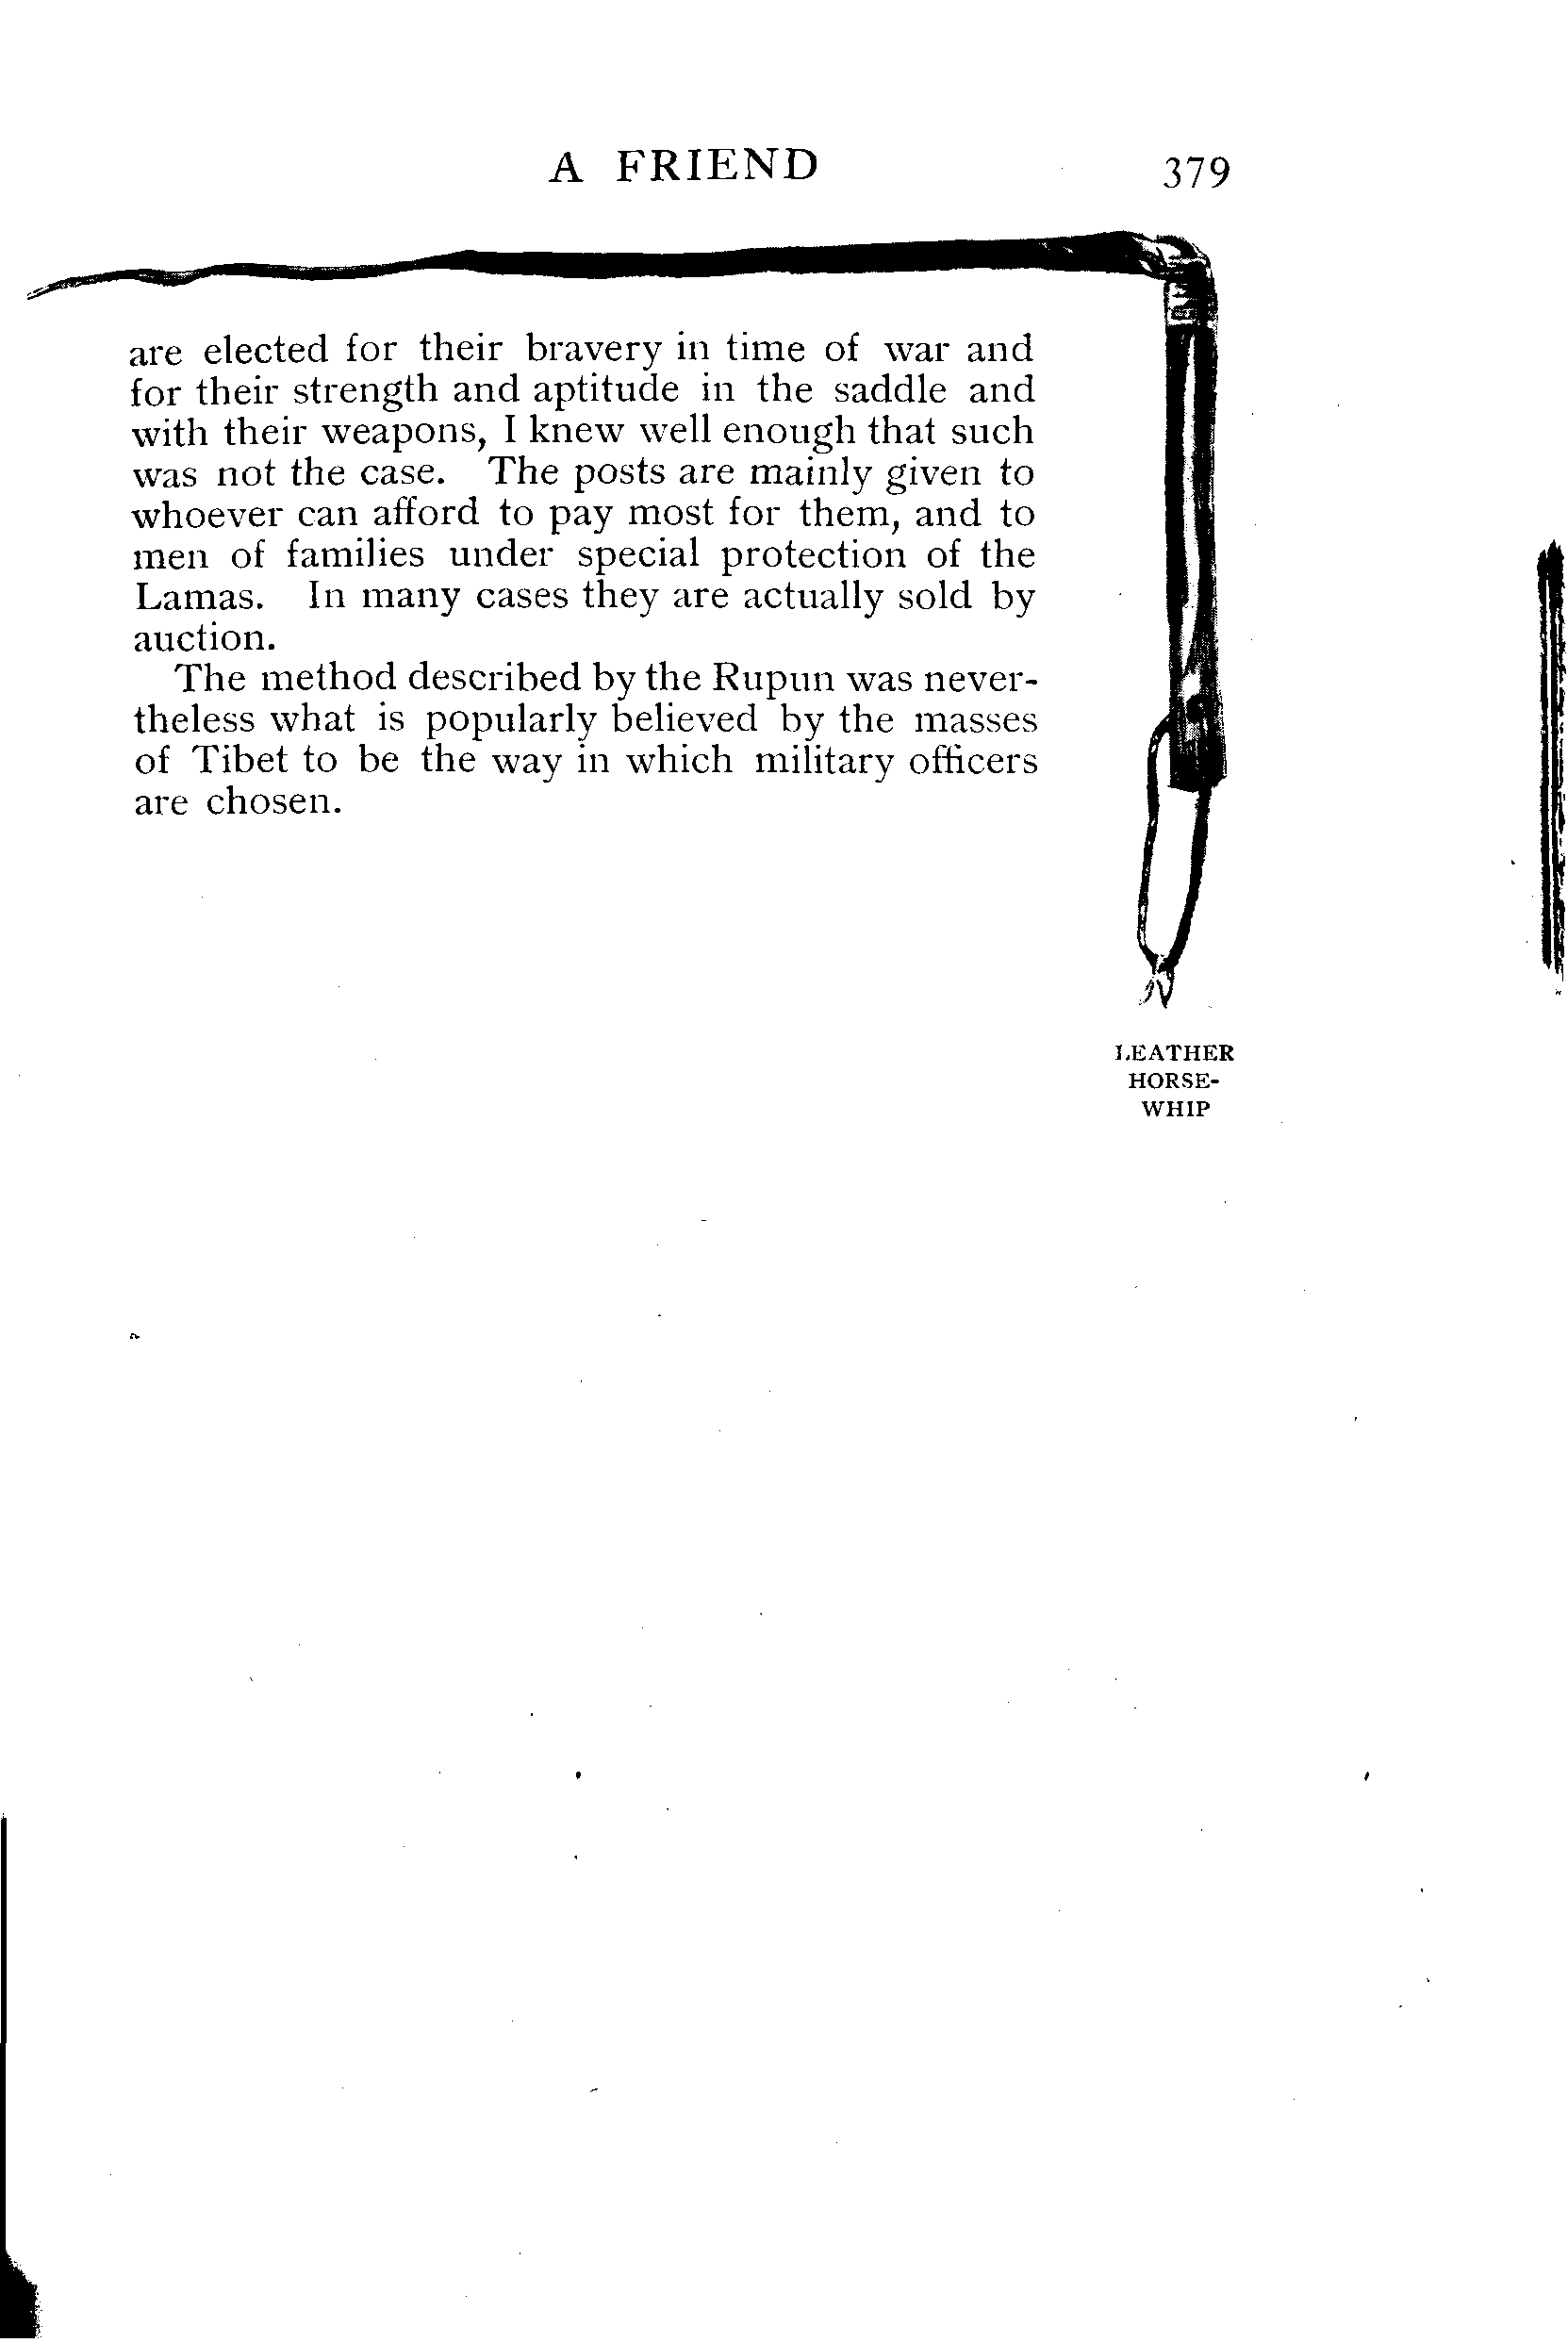 A FRIEND 379
are elected for their bravery in time of war and
for their strength and aptitude in the saddle and
with their weapons, I knew well enough that such
was not the case. The posts are mainly given to
whoever can afford to pay most for them, and to
men of families under special protection of the
Lamas. In many cases they are actually sold by
auction.
The method described by the Rupun was never-
theless what is popularly believed by the masses
of Tibet to be the way in which military officers
are chosen.
LEATHER
HORSE-
WHIP